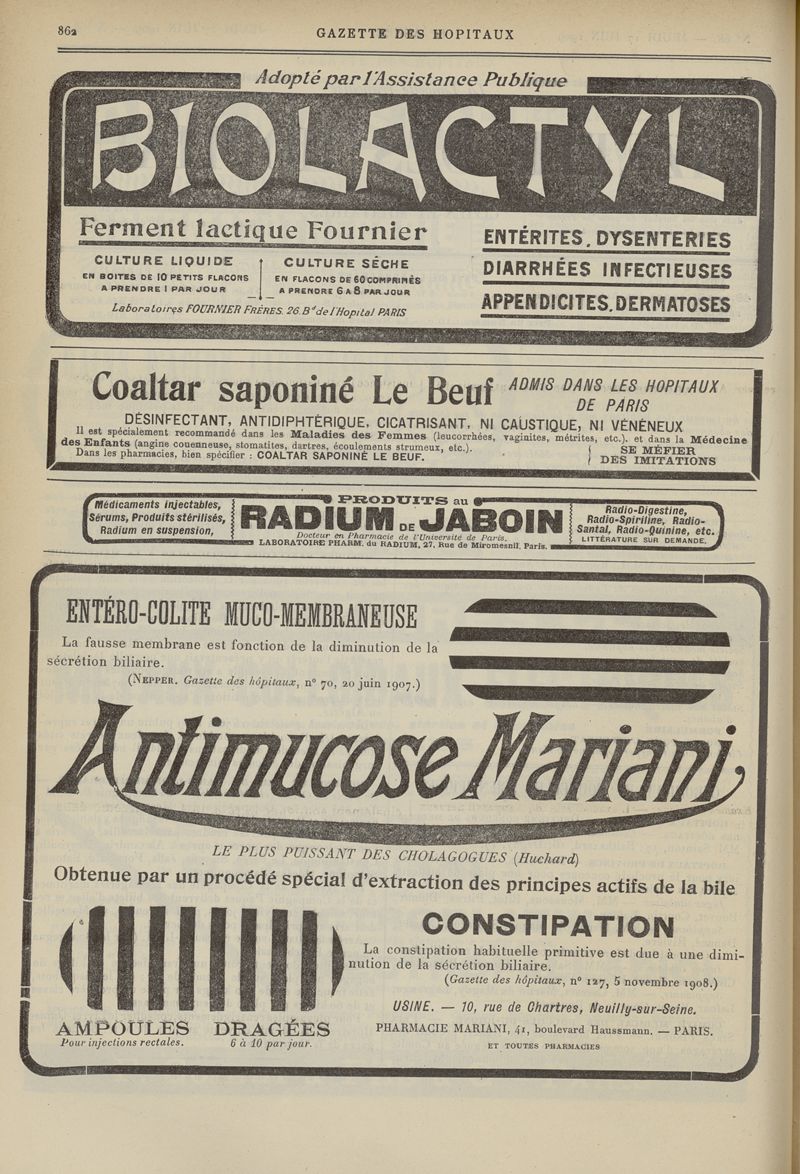 862
GAZETTE DES HOPITAUX
Adopté par l'Assistance Publique
BIOLACTYL
Ferment lactique Fournier
CULTURE LIQUIDE
EN BOITES DE 10 PETITS FLACONS
A PRENDRE 1 PAR JOUR
CULTURE SÉCHE
EN FLACONS DE 60 COMPRIMÉS
A PRENDRE 6 A 8 PAR JOUR
Laboratoires FOURNIER FRÈRES. 26. Bd de l'Hopital PARIS
ENTÉRITES. DYSENTERIES
DIARRHÉES INFECTIEUSES
APPENDICITES. DERMATOSES
Coaltar saponiné Le Beuf
ADMIS DANS LES HOPITAUX
DE PARIS
DÉSINFECTANT, ANTIDIPHTÉRIQUE, CICATRISANT, NI CAUSTIQUE, NI VÉNÉNEUX
Il est spécialement recommandé dans les Maladies des Femmes (leucorrhées, vaginites, métrites, etc.). et dans la Médecine
des Enfants (angine couenneuse, stomatites, dartres, écoulements strumeux, etc.).
Dans les pharmacies, bien spécifier : COALTAR SAPONINÉ LE BEUF.
SE MÉFIER
DES IMITATIONS
Médicaments injectables,
Sérums, Produits stérilisés,
Radium en suspension,
PRODUITS au
RADIUM DE JABOIN
Docteur en Pharmacie de l'Université de Paris.
LABORATOIRE PHARM. du RADIUM, 27, Rue de Miromesnil, Paris.
Radio-Digestine,
Radio-Spiriline, Radio-
Santal, Radio-Quinine, etc.
LITTÉRATURE SUR DEMANDE.
ENTÉRO-COLITE MUCO-MEMBRANEUSE
La fausse membrane est fonction de la diminution de la
sécrétion biliaire.
(NEPPER. Gazette des hôpitaux, n° 70, 20 juin 1907.)
Antimucose Mariani
LE PLUS PUISSANT DES CHOLAGOGUES (Huchard)
Obtenue par un procédé spécial d'extraction des principes actifs de la bile
CONSTIPATION
La constipation habituelle primitive est due à une dimi-
nution de la sécrétion biliaire.
(Gazette des hôpitaux, n° 127, 5 novembre 1908.)
USINE. — 10, rue de Chartres, Neuilly-sur-Seine.
AMPOULES
Pour injections rectales.
DRAGÉES
6 à 10 par jour.
PHARMACIE MARIANI, 41, boulevard Haussmann. — PARIS.
ET TOUTES PHARMACIES